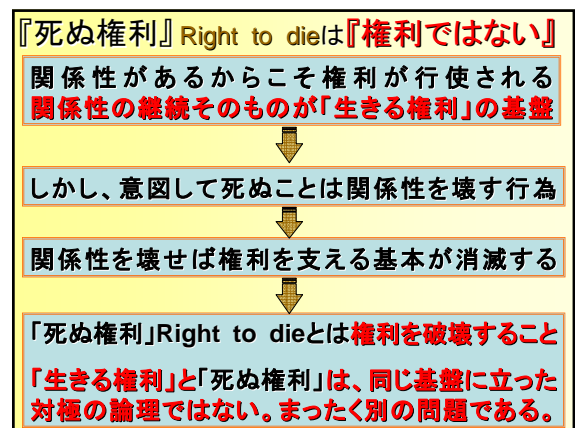 『死ぬ権利』Right to dieは『権利ではない』
関係性があるからこそ権利が行使される
関係性の継続そのものが「生きる権利」の基盤
しかし、意図して死ぬことは関係性を壊す行為
関係性を壊せば権利を支える基本が消滅する
「死ぬ権利」Right to dieとは権利を破壊すること
「生きる権利」と「死ぬ権利」は、同じ基盤に立った
対極の論理ではない。まったく別の問題である。